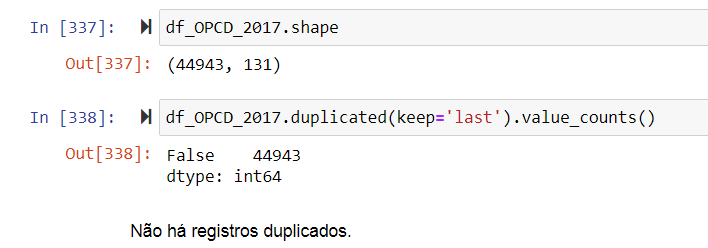 In [337]: df_OPCD_2017.shape
Out[337]: (44943, 131)
In [338]: df_OPCD_2017.duplicated(keep='last').value_counts()
Out[338]: False    44943
dtype: int64
Não há registros duplicados.